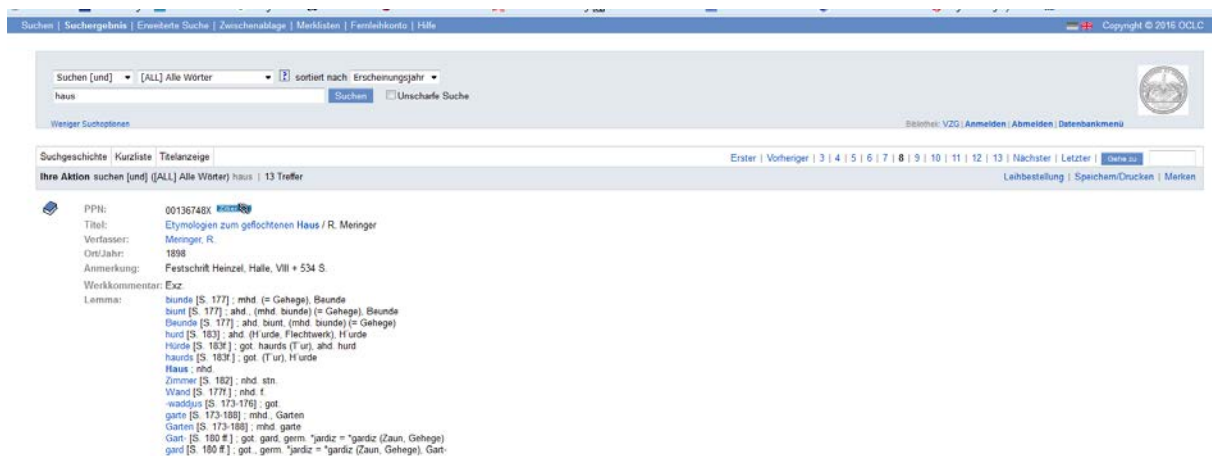 Suchen | Suchergebnis | Erweiterte Suche | Zwischenablage | Merklisten | Fernleihkonto | Hilfe
Copyright © 2016 OCLC
Suchen [und] [ALL] Alle Wörter ? sortiert nach Erscheinungsjahr
haus Suchen Unscharfe Suche
Weniger Suchoptionen
Bibliothek: VZG | Anmelden | Abmelden | Datenbankmenü
Suchgeschichte Kurzliste Titelanzeige
Erster | Vorheriger | 3 | 4 | 5 | 6 | 7 | 8 | 9 | 10 | 11 | 12 | 13 | Nächster | Letzter | Gehe zu
Ihre Aktion suchen [und] ([ALL] Alle Wörter) haus | 13 Treffer
Leihbestellung | Speichern/Drucken | Merken
PPN: 00136748X
Titel: Etymologien zum geflochtenen Haus / R. Meringer
Verfasser: Meringer, R.
Ort/Jahr: 1898
Anmerkung: Festschrift Heinzel, Halle, VIII + 534 S.
Werkkommentar: Exz.
Lemma: biunde [S. 177] ; mhd. (= Gehege), Beunde
biunt [S. 177] ; ahd., (mhd. biunde) (= Gehege), Beunde
Beunde [S. 177] ; ahd. biunt, (mhd. biunde) (= Gehege)
hurd [S. 183] ; ahd. (H¨urde, Flechtwerk), H¨urde
Hürde [S. 183f.] ; got. haurds (T¨ur), ahd. hurd
haurds [S. 183f.] ; got. (T¨ur), H¨urde
Haus ; nhd.
Zimmer [S. 182] ; nhd. stn.
Wand [S. 177f.] ; nhd. f.
-waddjus [S. 173-176] ; got.
garte [S. 173-188] ; mhd., Garten
Garten [S. 173-188] ; mhd. garte
Gart- [S. 180 ff.] ; got. gard, germ. *jardiz = *gardiz (Zaun, Gehege)
gard [S. 180 ff.] ; got., germ. *jardiz = *gardiz (Zaun, Gehege), Gart-